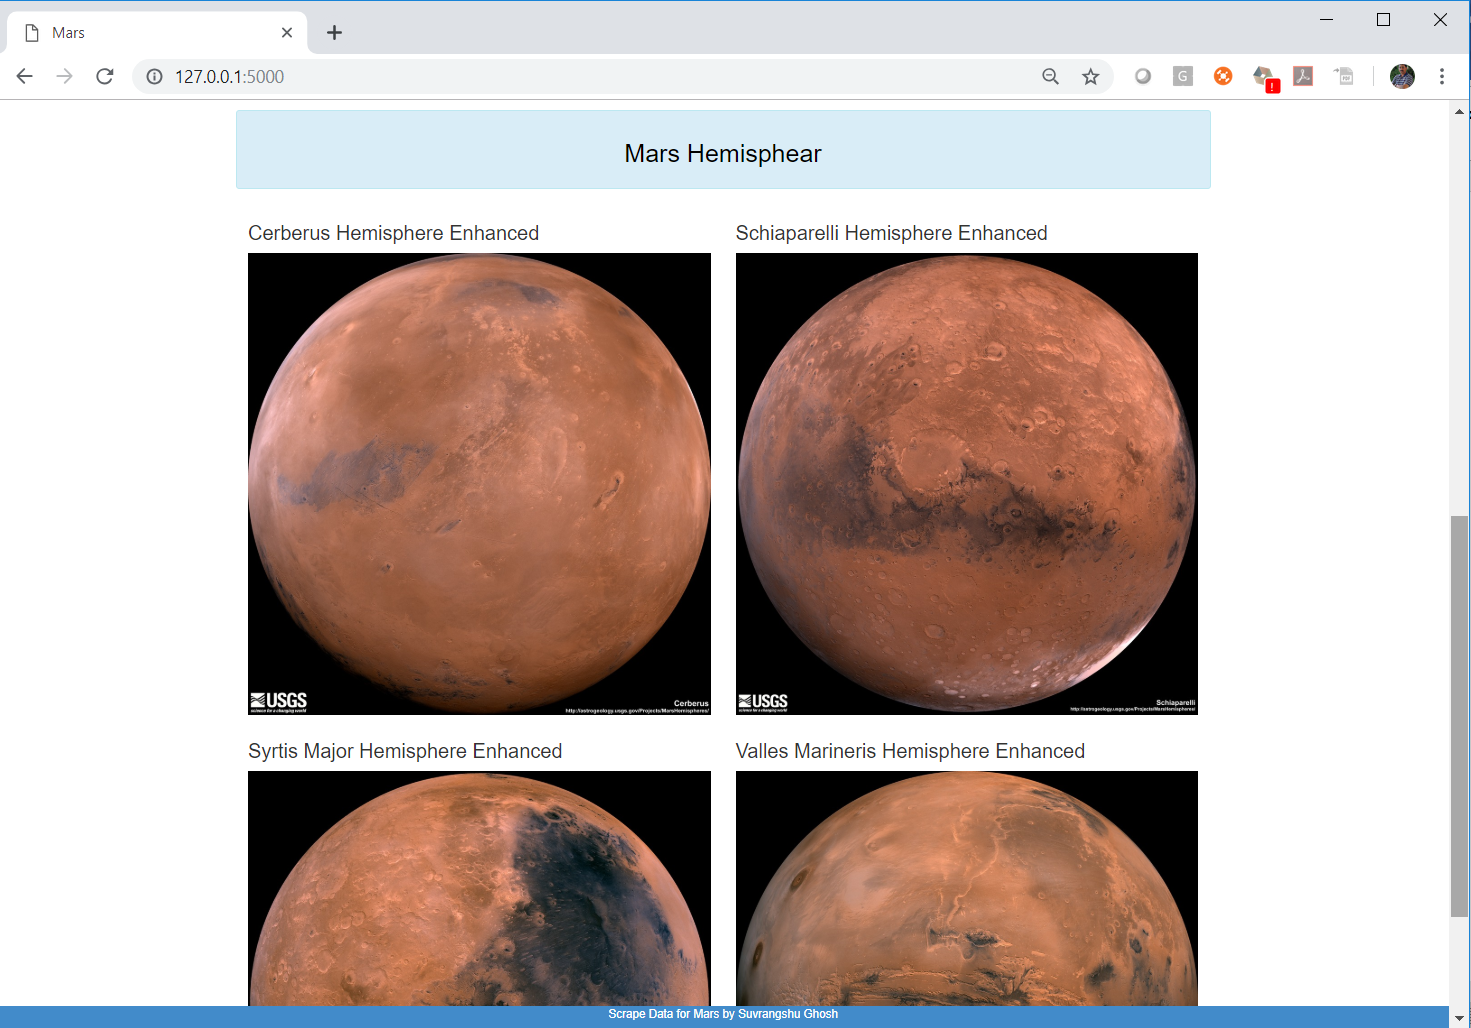 Mars
127.0.0.1:5000
G
!
PDF
Mars Hemisphear
Cerberus Hemisphere Enhanced
Schiaparelli Hemisphere Enhanced
USGS
science for a changing world
Cerberus
http://astrogeology.usgs.gov/Projects/MarsHemispheres/
USGS
science for a changing world
Schiaparelli
http://astrogeology.usgs.gov/Projects/MarsHemispheres/
Syrtis Major Hemisphere Enhanced
Valles Marineris Hemisphere Enhanced
Scrape Data for Mars by Suvrangshu Ghosh